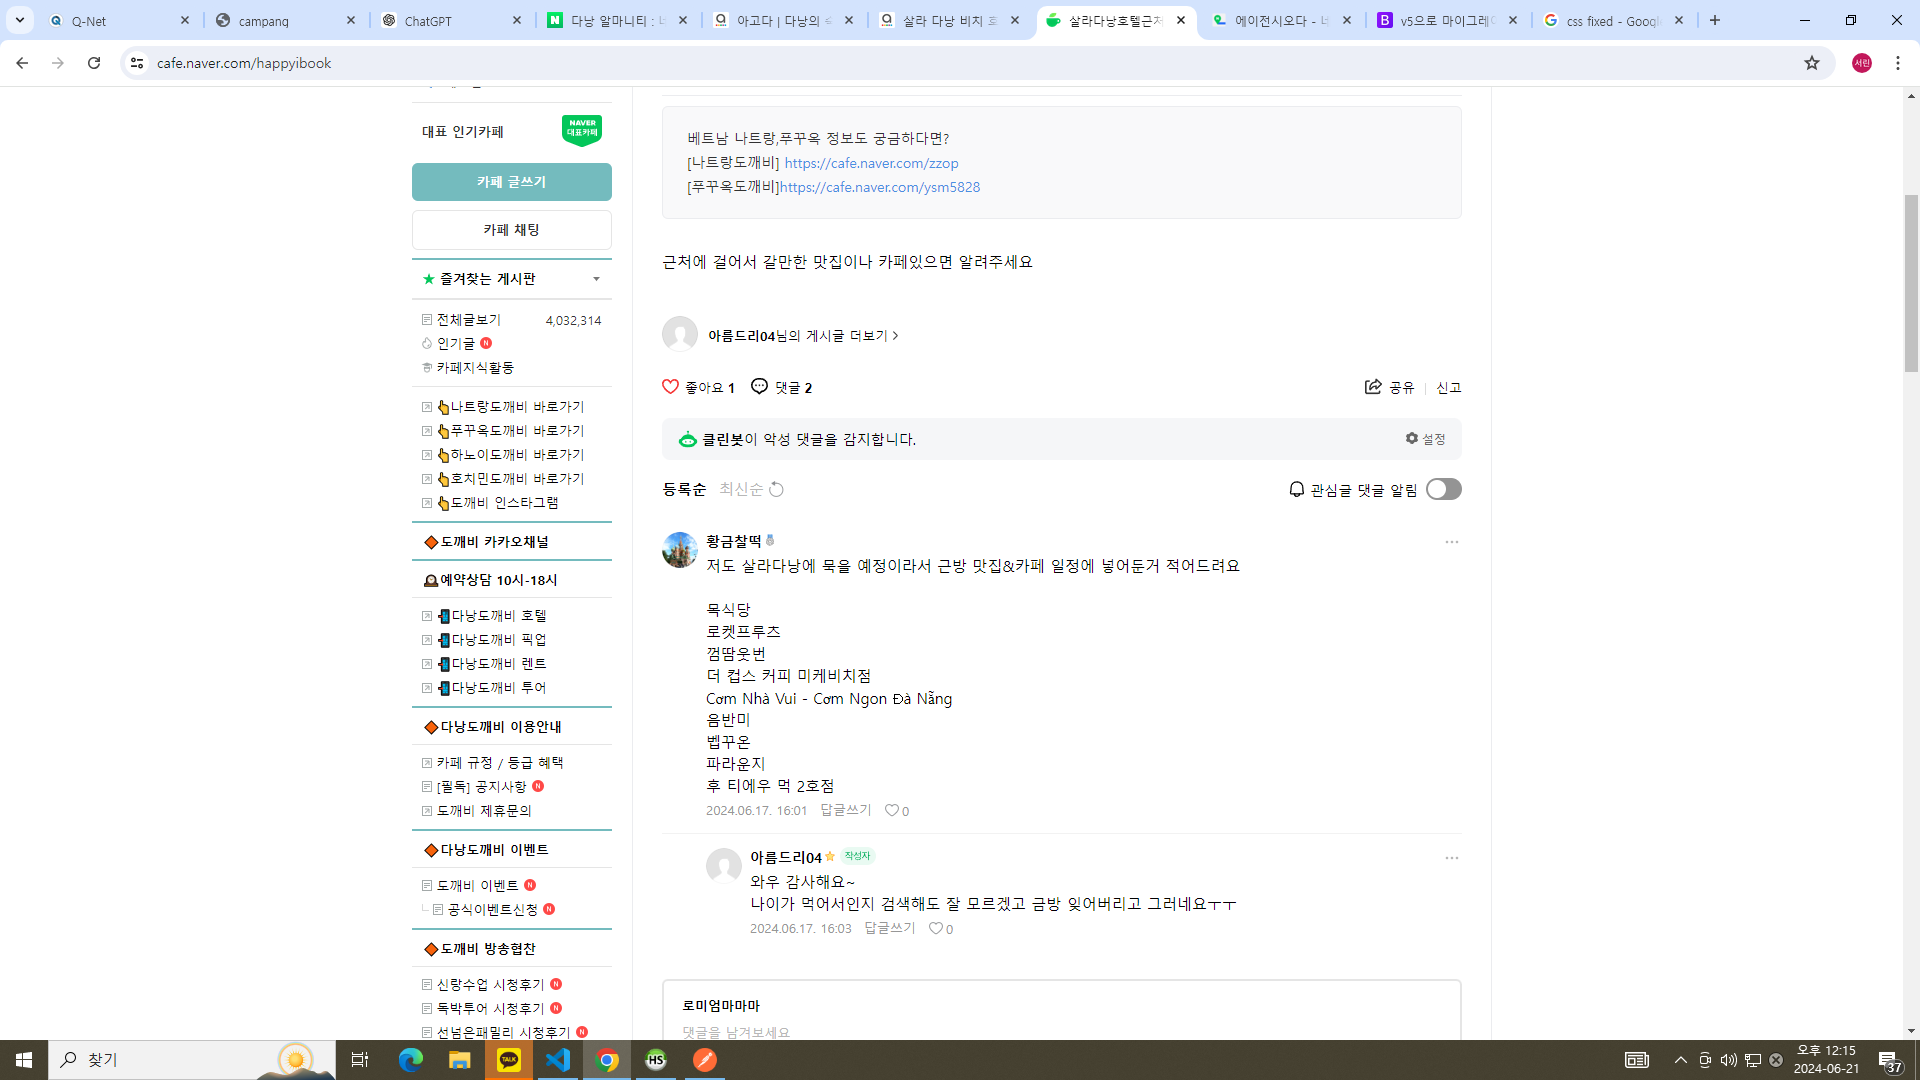 Q-Net
campanq
ChatGPT
다낭 알마니티 : 네
아고다 | 다낭의 숙
살라 다낭 비치 호
살라다낭호텔근처
에이전시오다 - 네
v5으로 마이그레이
css fixed - Google
cafe.naver.com/happyibook
서린
대표 인기카페
NAVER
대표카페
카페 글쓰기
카페 채팅
즐겨찾는 게시판
전체글보기 4,032,314
인기글 N
카페지식활동
나트랑도깨비 바로가기
푸꾸옥도깨비 바로가기
하노이도깨비 바로가기
호치민도깨비 바로가기
도깨비 인스타그램
도깨비 카카오채널
예약상담 10시-18시
다낭도깨비 호텔
다낭도깨비 픽업
다낭도깨비 렌트
다낭도깨비 투어
다낭도깨비 이용안내
카페 규정 / 등급 혜택
[필독] 공지사항 N
도깨비 제휴문의
다낭도깨비 이벤트
도깨비 이벤트 N
공식이벤트신청 N
도깨비 방송협찬
신랑수업 시청후기 N
독박투어 시청후기 N
선넘은패밀리 시청후기 N
베트남 나트랑,푸꾸옥 정보도 궁금하다면?
[나트랑도깨비] https://cafe.naver.com/zzop
[푸꾸옥도깨비]https://cafe.naver.com/ysm5828
근처에 걸어서 갈만한 맛집이나 카페있으면 알려주세요
아름드리04님의 게시글 더보기
좋아요 1 댓글 2
공유 신고
클린봇이 악성 댓글을 감지합니다.
설정
등록순 최신순
관심글 댓글 알림
황금찰떡
저도 살라다낭에 묵을 예정이라서 근방 맛집&카페 일정에 넣어둔거 적어드려요
목식당
로켓프루츠
껌땀웃번
더 컵스 커피 미케비치점
Cơm Nhà Vui - Cơm Ngon Đà Nẵng
음반미
벱꾸온
파라운지
후 티에우 먹 2호점
2024.06.17. 16:01 답글쓰기 0
아름드리04 작성자
와우 감사해요~
나이가 먹어서인지 검색해도 잘 모르겠고 금방 잊어버리고 그러네요ㅜㅜ
2024.06.17. 16:03 답글쓰기 0
로미엄마마마
댓글을 남겨보세요
찾기
TALK
HS
오후 12:15
2024-06-21
37